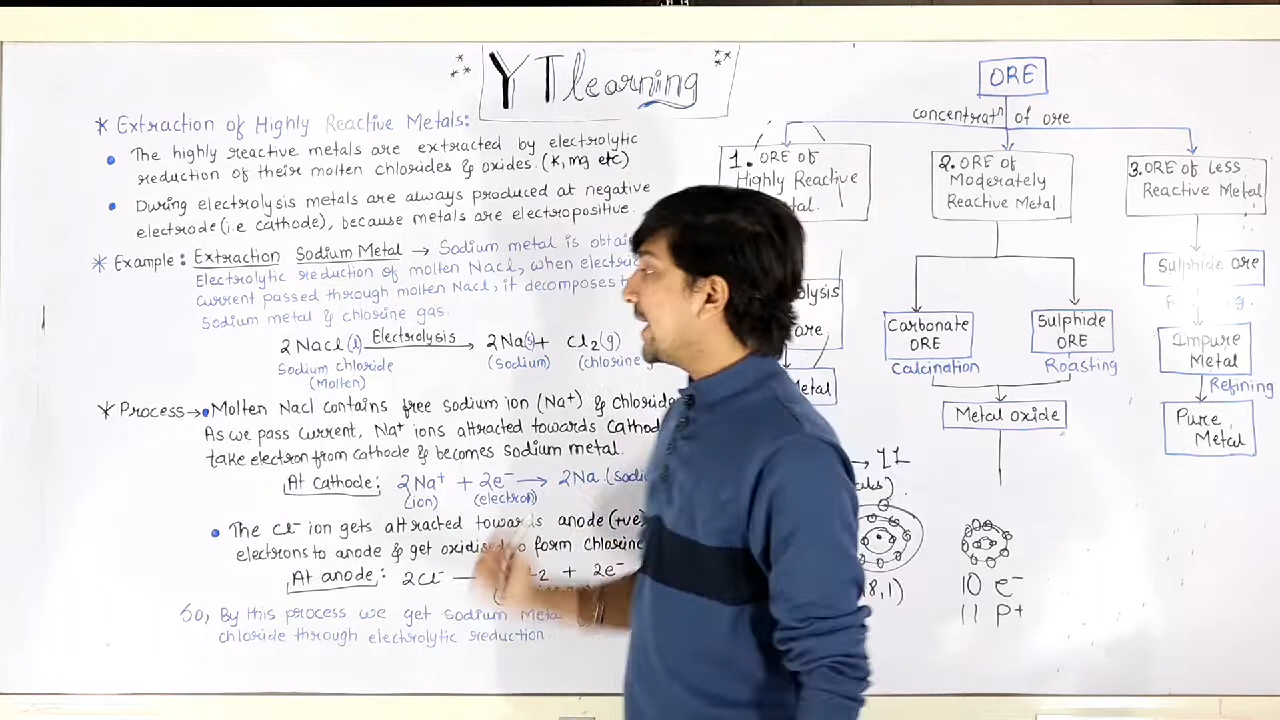 YTlearning
* Extraction of Highly Reactive Metals:
• The highly reactive metals are extracted by electrolytic
reduction of their molten chlorides & oxides. (K, mg etc)
• During electrolysis metals are always produced at negative
electrode (i.e cathode), because metals are electropositive.
* Example: Extraction Sodium Metal → Sodium metal is
Electrolytic reduction of molten Nacl, when
current passed through molten Nacl, it decomposes
Sodium metal & chlorine gas.
2 Nacl(l) Electrolysis → 2Na(s) + Cl₂(g)
Sodium chloride (Sodium) (chlorine
(Molten)
* Process → • Molten Nacl contains free sodium ion (Na⁺) & chloride
As we pass current, Na⁺ ions attracted towards
take electron from cathode & becomes sodium metal.
At cathode: 2Na⁺ + 2e⁻ → 2Na
(ion) (electron)
• The Cl⁻ ion gets attracted towards anode (+ve)
electrons to anode & get form chlorine
At anode: 2Cl⁻ — 2 + 2e⁻
So, By this process we get sodium
chloride through electrolytic reduction.
ORE
concentratⁿ of ore
1. ORE of
Highly Reactive
2. ORE of
Moderately
Reactive Metal
Carbonate
ORE
Calcination
Sulphide
ORE
Roasting
Metal oxide
3. ORE of Less
Reactive Metal
Sulphide ore
Impure
Metal
Refining
Pure
Metal
→ 11
8,1)
10 e⁻
11 p+